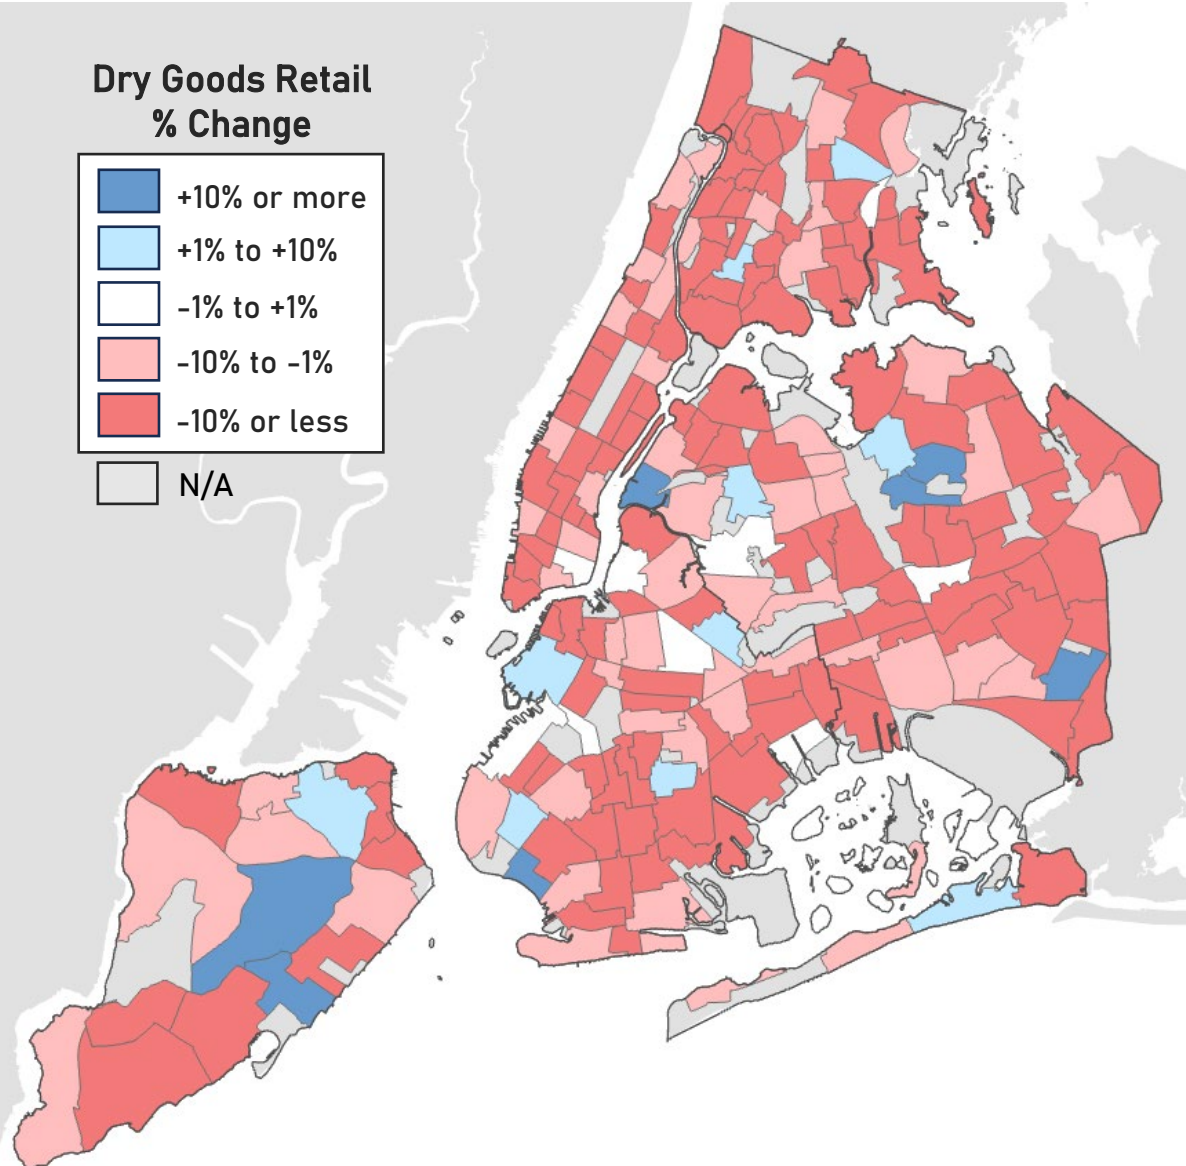 Dry Goods Retail
% Change
+10% or more
+1% to +10%
-1% to +1%
-10% to -1%
-10% or less
N/A